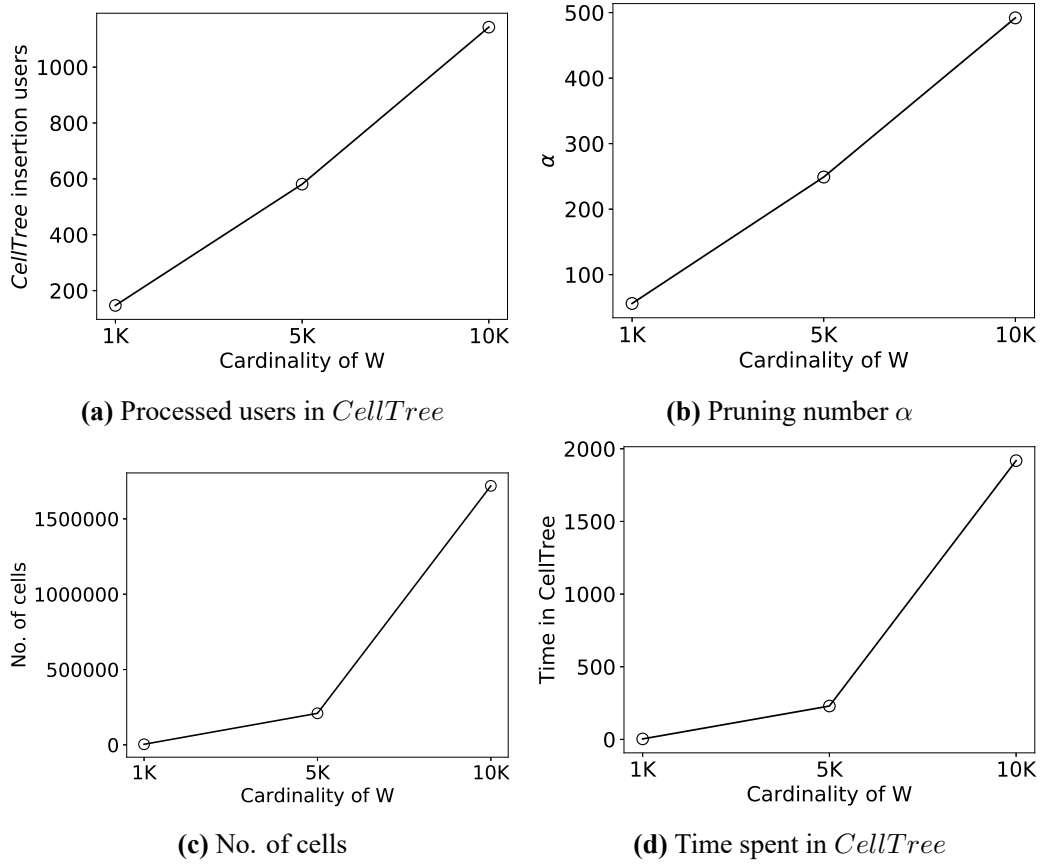 CellTree insertion users
1000
800
600
400
200
1K 5K 10K
Cardinality of W
(a) Processed users in CellTree
α
500
400
300
200
100
1K 5K 10K
Cardinality of W
(b) Pruning number α
No. of cells
1500000
1000000
500000
0
1K 5K 10K
Cardinality of W
(c) No. of cells
Time in CellTree
2000
1500
1000
500
0
1K 5K 10K
Cardinality of W
(d) Time spent in CellTree